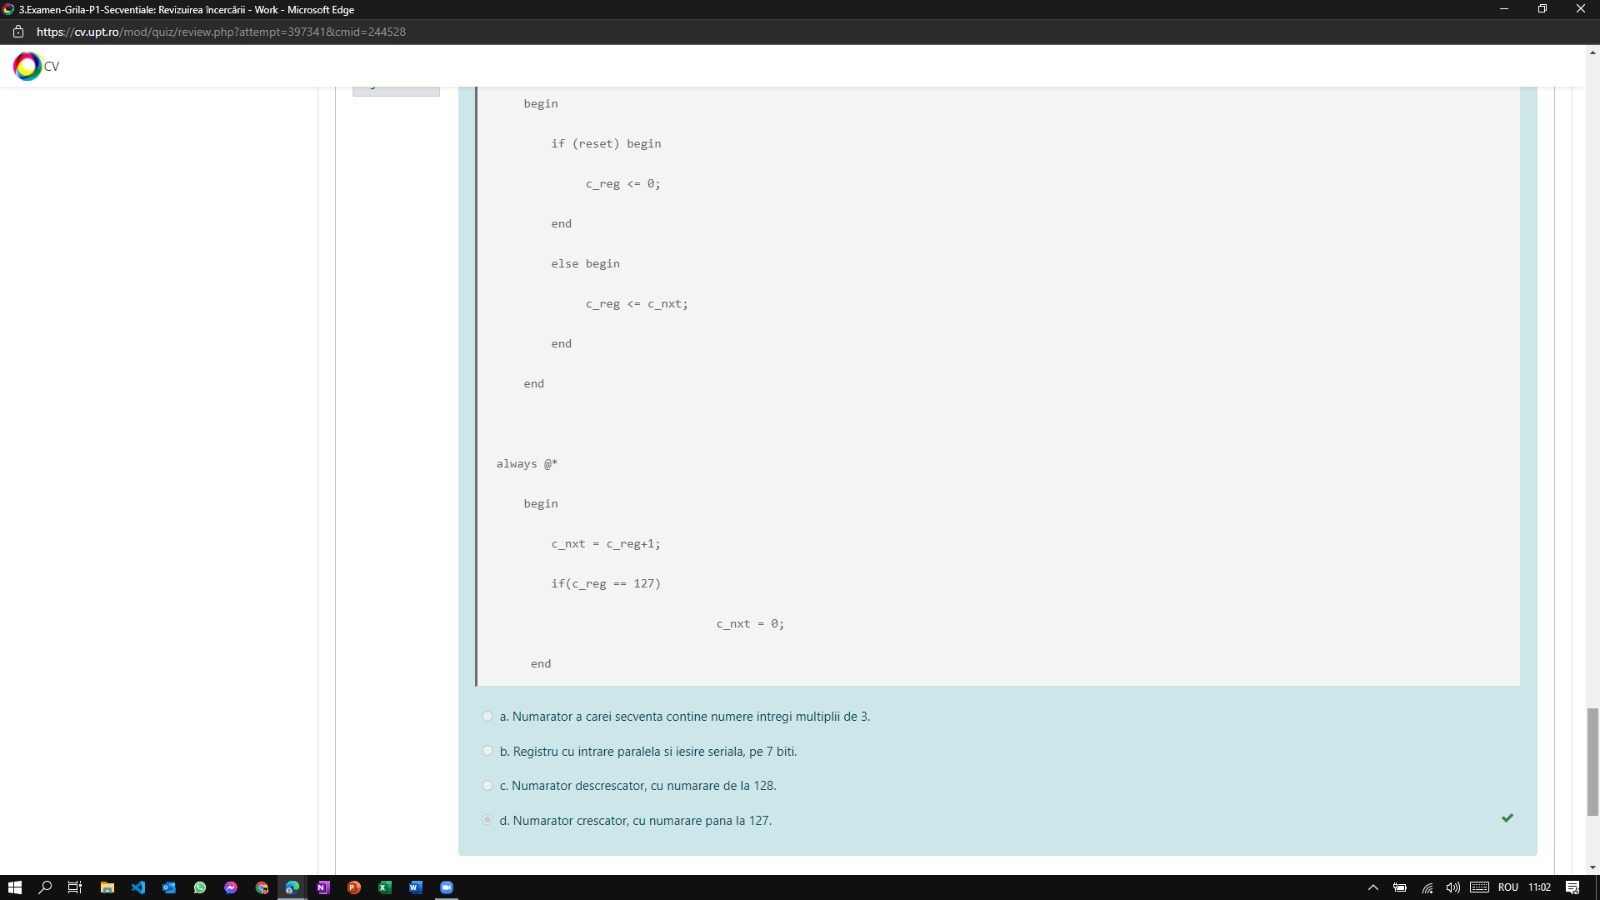 3.Examen-Grila-P1-Secventiale: Revizuirea încercării - Work - Microsoft Edge
https://cv.upt.ro/mod/quiz/review.php?attempt=397341&cmid=244528
CV
begin
if (reset) begin
c_reg <= 0;
end
else begin
c_reg <= c_nxt;
end
end
always @*
begin
c_nxt = c_reg+1;
if(c_reg == 127)
c_nxt = 0;
end
a. Numarator a carei secventa contine numere intregi multiplii de 3.
b. Registru cu intrare paralela si iesire seriala, pe 7 biti.
c. Numarator descrescator, cu numarare de la 128.
d. Numarator crescator, cu numarare pana la 127.
ROU 11:02